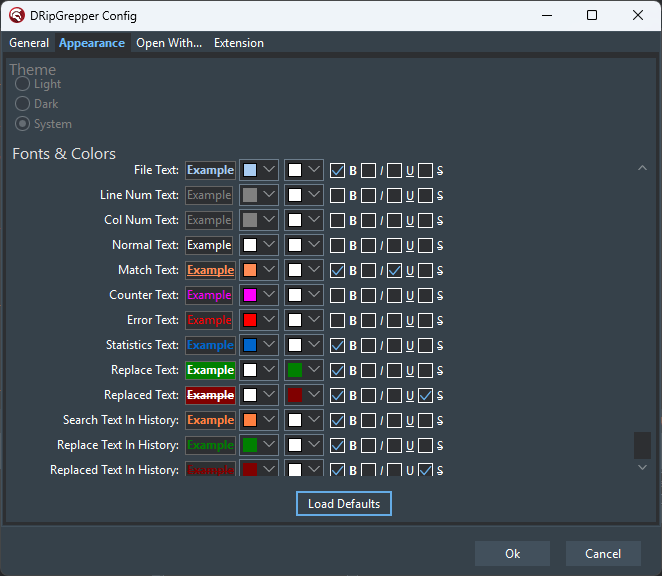 DRipGrepper Config
General Appearance Open With... Extension
Theme
Light
Dark
System
Fonts & Colors
File Text: Example B I U S
Line Num Text: Example B I U S
Col Num Text: Example B I U S
Normal Text: Example B I U S
Match Text: Example B I U S
Counter Text: Example B I U S
Error Text: Example B I U S
Statistics Text: Example B I U S
Replace Text: Example B I U S
Replaced Text: Example B I U S
Search Text In History: Example B I U S
Replace Text In History: Example B I U S
Replaced Text In History: Example B I U S
Load Defaults
Ok Cancel